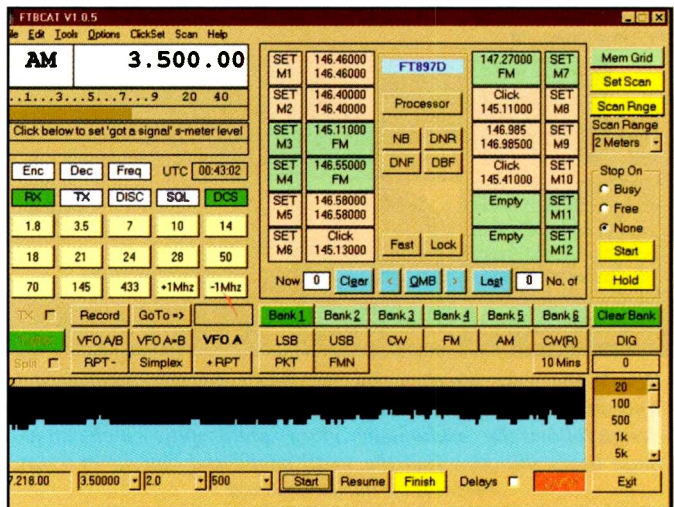 FTBCAT V1.0.5
Edit Tools Options ClickSet Scan Help
AM 3.500.00
..1...3...5...7...9 20 40
Click below to set 'got a signal' s-meter level
Enc Dec Freq UTC 00:43:02
RX TX DISC SQL DCS
1.8 3.5 7 10 14
18 21 24 28 50
70 145 433 +1Mhz -1Mhz
SET M1 146.46000 146.46000
SET M2 146.40000 146.40000
SET M3 145.11000 FM
SET M4 146.55000 FM
SET M5 146.58000 146.58000
SET M6 Click 145.13000
FT897D
Processor
NB DNR
DNF DBF
Fast Lock
147.27000 FM SET M7
Click 145.11000 SET M8
146.985 146.98500 SET M9
Click 145.41000 SET M10
Empty SET M11
Empty SET M12
Now 0 Clear < QMB > Last 0 No. of
Mem Grid
Set Scan
Scan Rnge
Scan Range
2 Meters
Stop On
Busy
Free
None
Start
Hold
TX Record GoTo =>
Bank 1 Bank 2 Bank 3 Bank 4 Bank 5 Bank 6 Clear Bank
VFO A/B VFO A=B VFO A LSB USB CW FM AM CW(R) DIG
Split RPT - Simplex + RPT PKT FMN 10 Mins 0
20
100
500
1k
5k
7.218.00 3.50000 2.0 500 Start Resume Finish Delays Exit